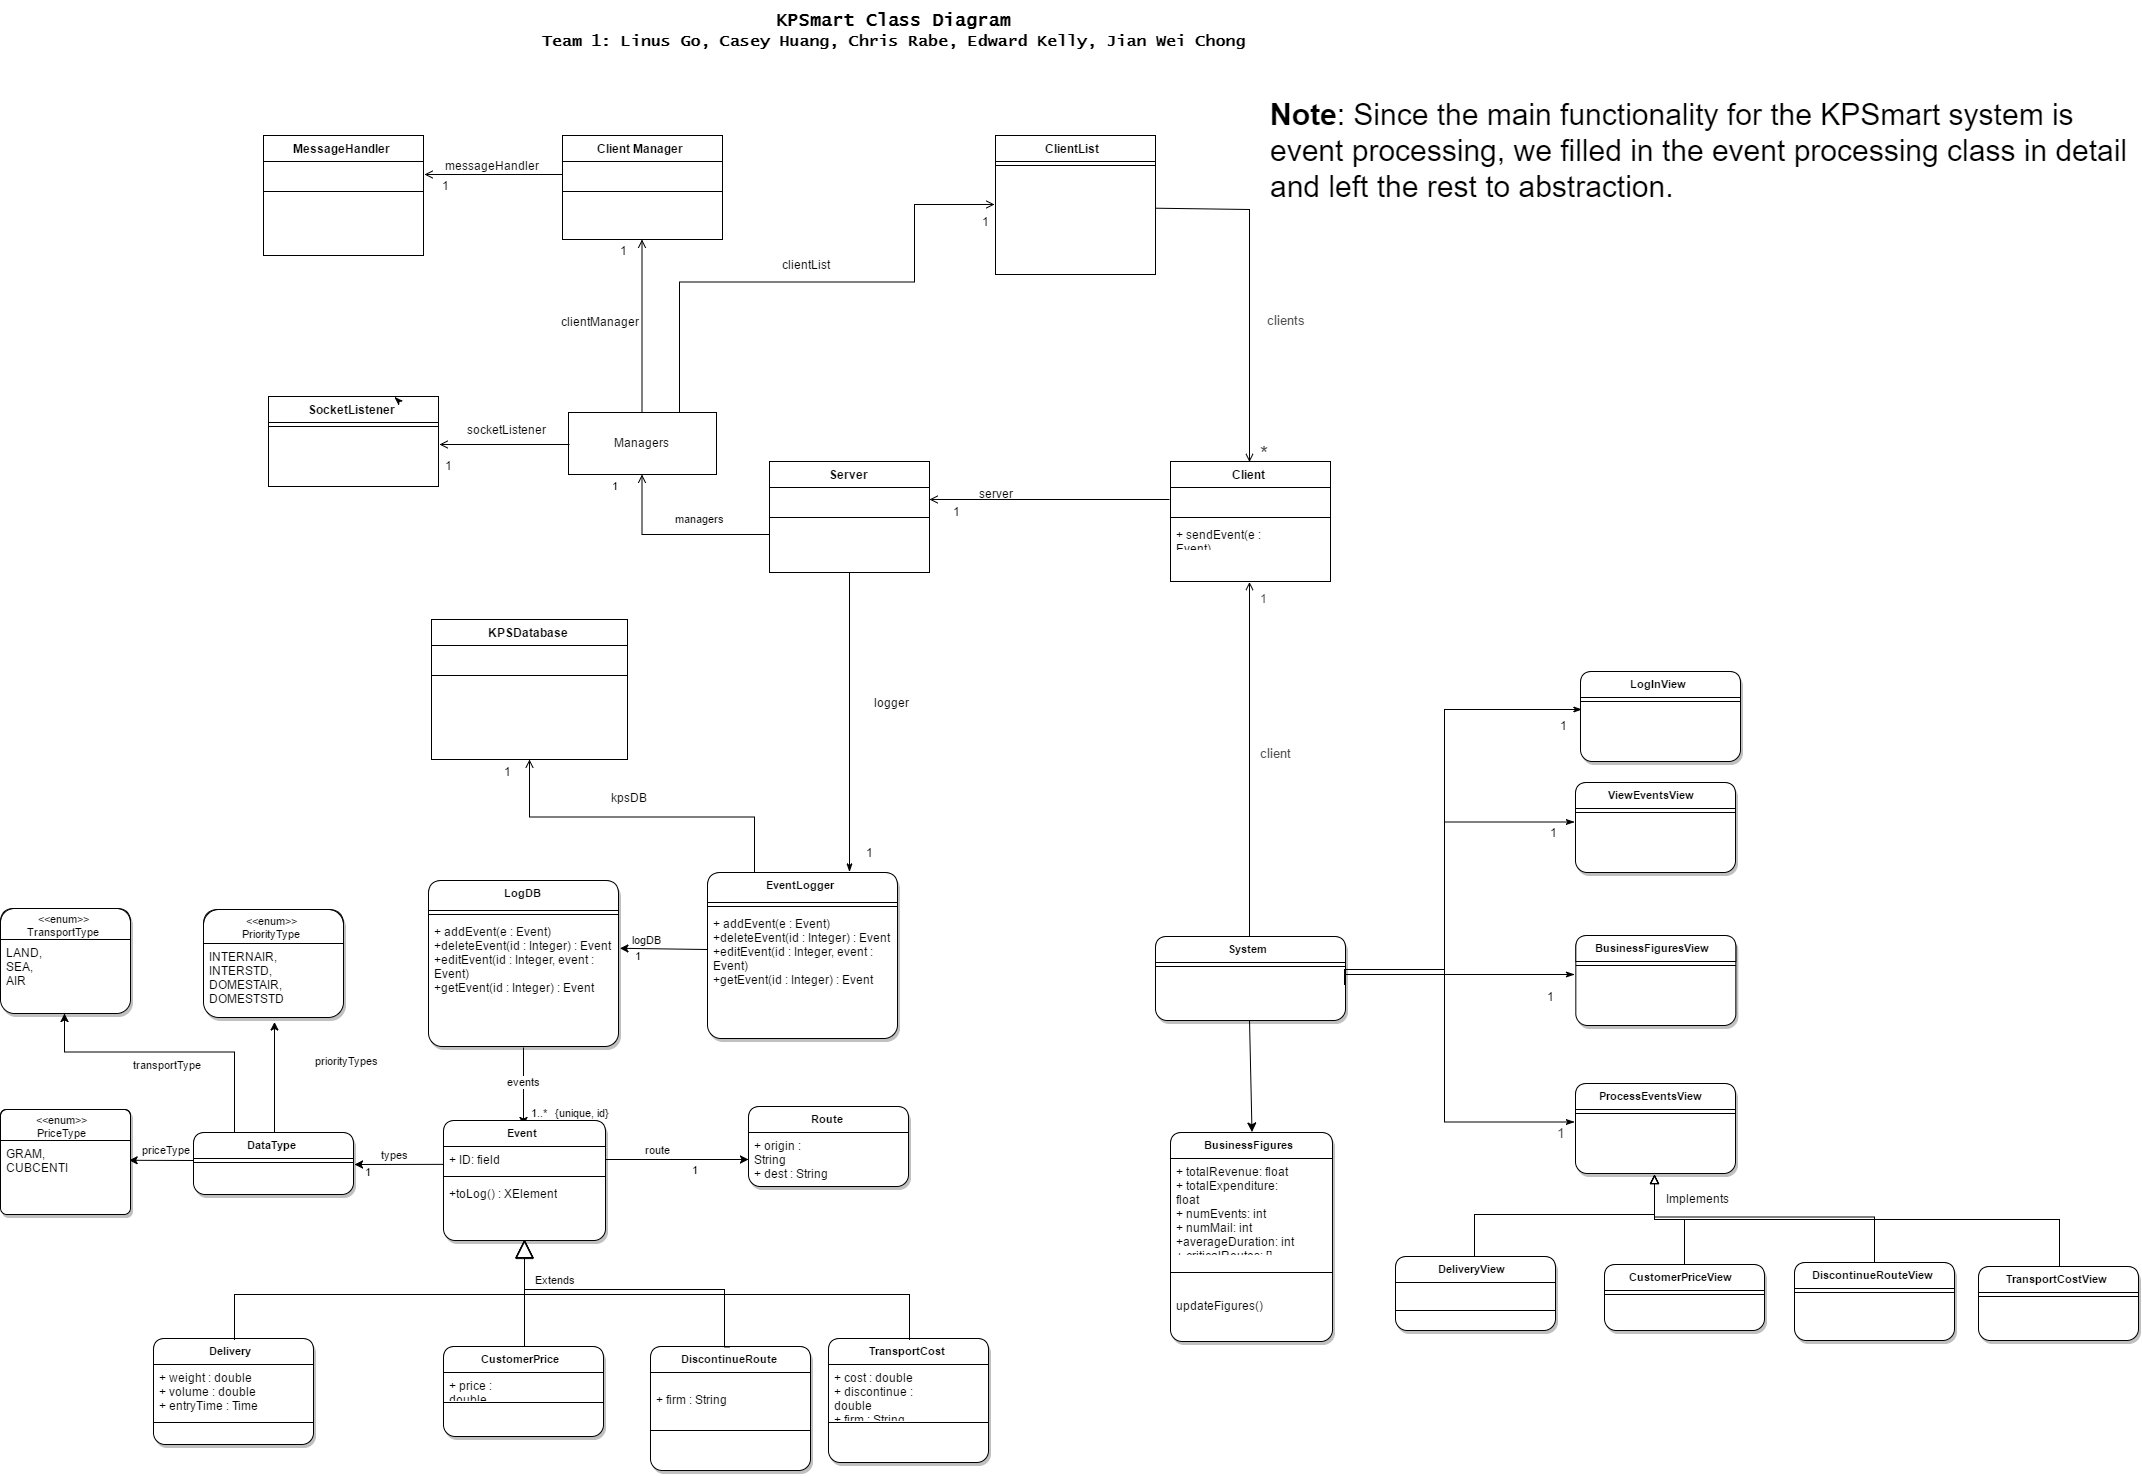 KPSmart Class Diagram
Team 1: Linus Go, Casey Huang, Chris Rabe, Edward Kelly, Jian Wei Chong
Note: Since the main functionality for the KPSmart system is
event processing, we filled in the event processing class in detail
and left the rest to abstraction.
MessageHandler
messageHandler
1
Client Manager
1
ClientList
1
clientList
clientManager
clients
*
SocketListener
socketListener
1
Managers
1
managers
Server
server
1
Client
+ sendEvent(e :
Event)
1
KPSDatabase
1
kpsDB
logger
1
client
LogInView
1
ViewEventsView
1
BusinessFiguresView
1
ProcessEventsView
1
Implements
<<enum>>
TransportType
LAND,
SEA,
AIR
<<enum>>
PriorityType
INTERNAIR,
INTERSTD,
DOMESTAIR,
DOMESTSTD
LogDB
+ addEvent(e : Event)
+deleteEvent(id : Integer) : Event
+editEvent(id : Integer, event :
Event)
+getEvent(id : Integer) : Event
logDB
1
EventLogger
+ addEvent(e : Event)
+deleteEvent(id : Integer) : Event
+editEvent(id : Integer, event :
Event)
+getEvent(id : Integer) : Event
System
transportType
priorityTypes
events
1..* {unique, id}
<<enum>>
PriceType
GRAM,
CUBCENTI
priceType
DataType
types
1
Event
+ ID: field
+toLog() : XElement
route
1
Route
+ origin :
String
+ dest : String
BusinessFigures
+ totalRevenue: float
+ totalExpenditure:
float
+ numEvents: int
+ numMail: int
+averageDuration: int
+ criticalRoutes: []
updateFigures()
Extends
Delivery
+ weight : double
+ volume : double
+ entryTime : Time
CustomerPrice
+ price :
double
DiscontinueRoute
+ firm : String
TransportCost
+ cost : double
+ discontinue :
double
+ firm : String
DeliveryView
CustomerPriceView
DiscontinueRouteView
TransportCostView